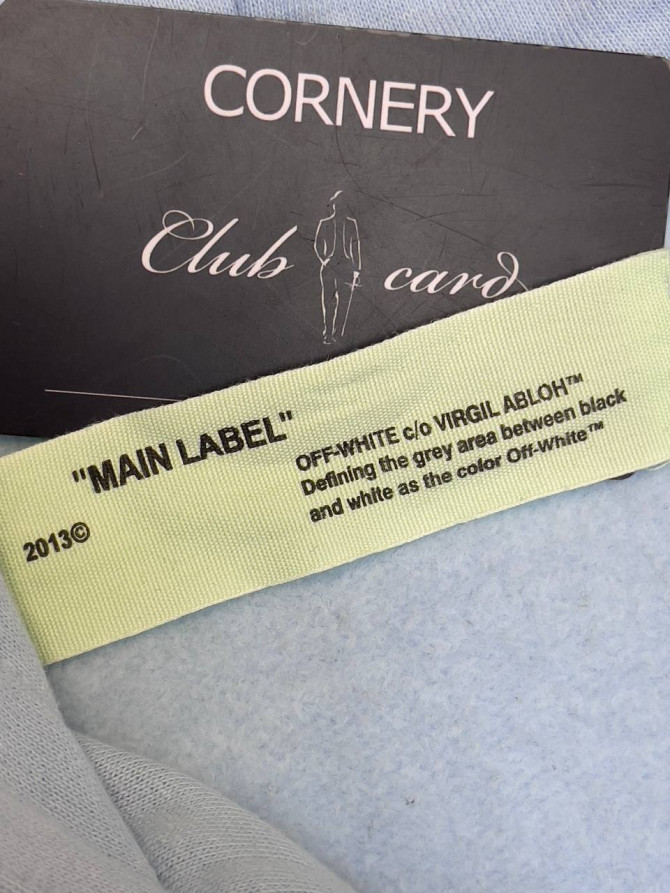 CORNERY
Club card
"MAIN LABEL"
OFF-WHITE c/o VIRGIL ABLOH™
Defining the grey area between black
and white as the color Off-White™
2013©